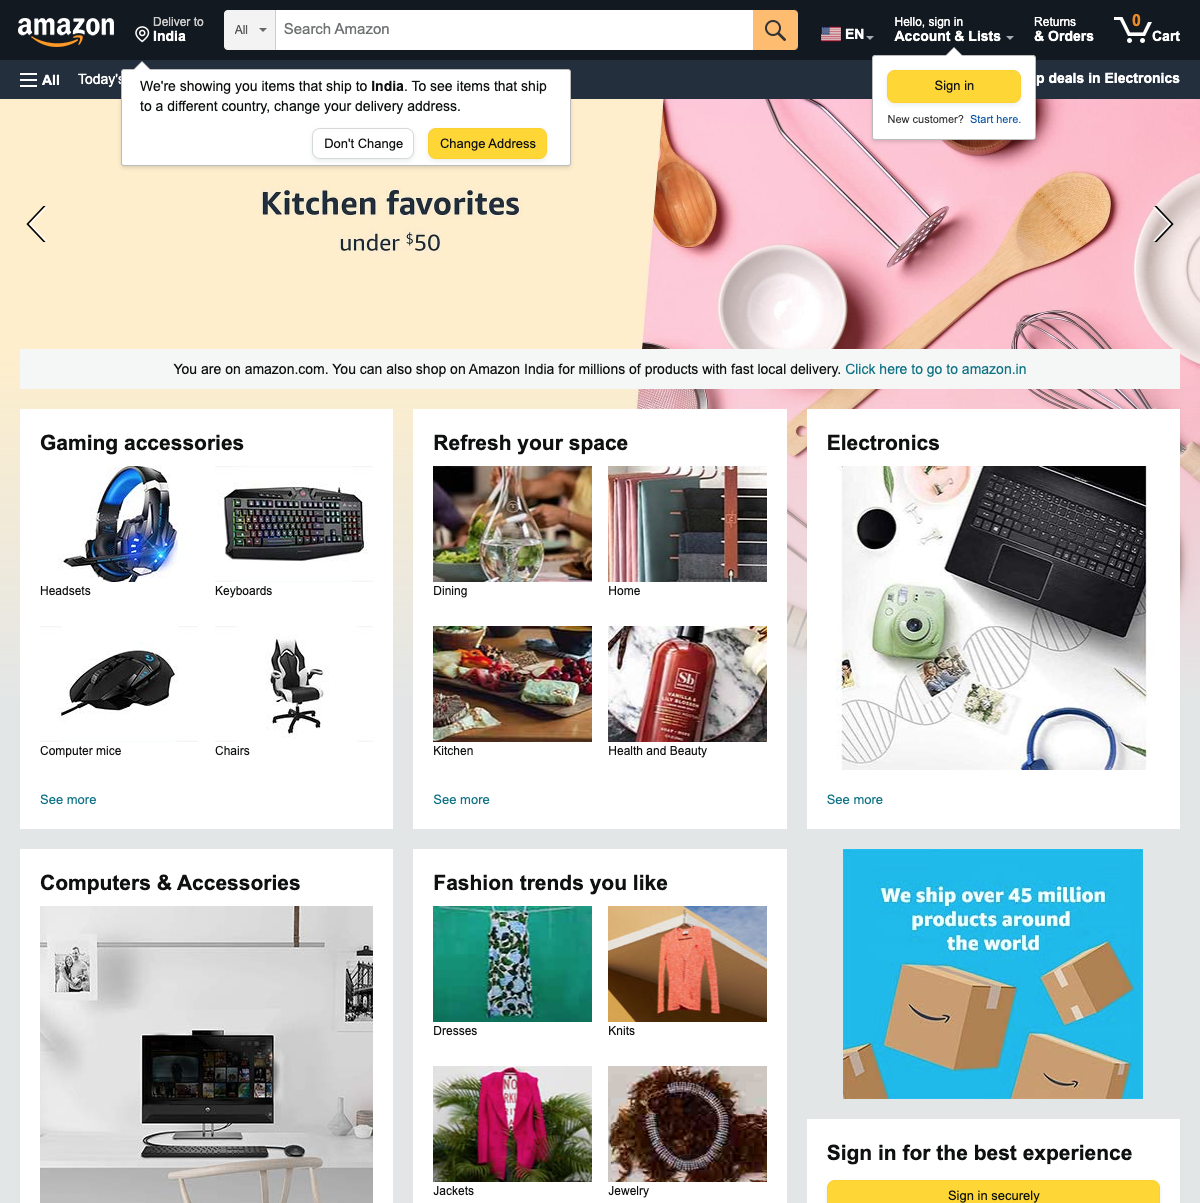 amazon
Deliver to
India
All
Search Amazon
EN
Hello, sign in
Account & Lists
Returns
& Orders
0
Cart
All
Today's
p deals in Electronics
We're showing you items that ship to India. To see items that ship
to a different country, change your delivery address.
Don't Change
Change Address
Sign in
New customer? Start here.
Kitchen favorites
under $50
You are on amazon.com. You can also shop on Amazon India for millions of products with fast local delivery. Click here to go to amazon.in
Gaming accessories
Headsets
Keyboards
Computer mice
Chairs
See more
Refresh your space
Dining
Home
Kitchen
Sb
VANILLA &
LILY BLOSSOM
Health and Beauty
See more
Electronics
See more
Computers & Accessories
Fashion trends you like
Dresses
Knits
NO
Jackets
Jewelry
We ship over 45 million
products around
the world
Sign in for the best experience
Sign in securely